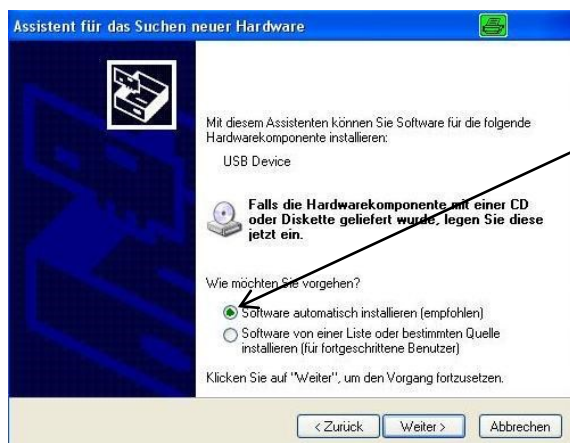 Assistent für das Suchen neuer Hardware
Mit diesem Assistenten können Sie Software für die folgende
Hardwarekomponente installieren:
USB Device
Falls die Hardwarekomponente mit einer CD
oder Diskette geliefert wurde, legen Sie diese
jetzt ein.
Wie möchten Sie vorgehen?
Software automatisch installieren (empfohlen)
Software von einer Liste oder bestimmten Quelle
installieren (für fortgeschrittene Benutzer)
Klicken Sie auf "Weiter", um den Vorgang fortzusetzen.
< Zurück Weiter > Abbrechen